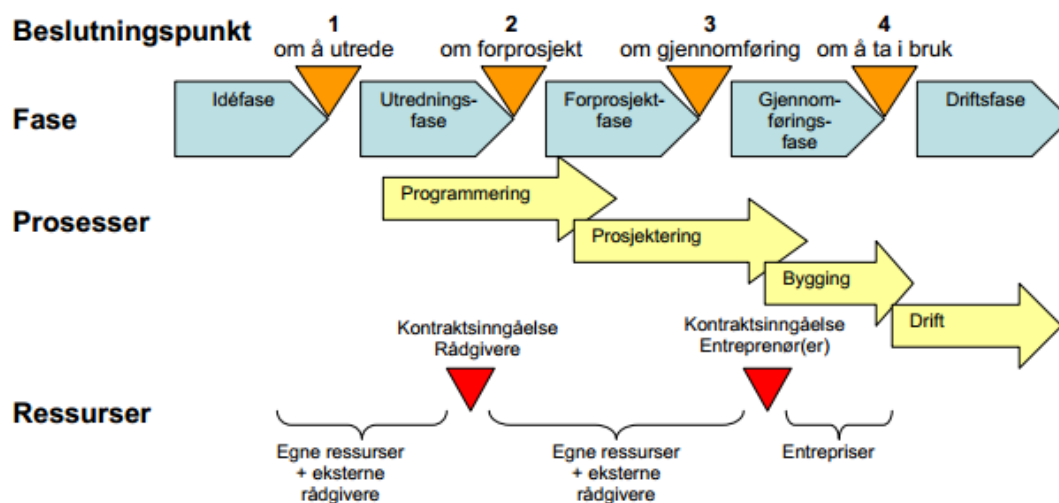 Beslutningspunkt
1
om å utrede
2
om forprosjekt
3
om gjennomføring
4
om å ta i bruk
Fase
Idéfase
Utrednings-
fase
Forprosjekt-
fase
Gjennom-
førings-
fase
Driftsfase
Prosesser
Programmering
Prosjektering
Bygging
Drift
Kontraktsinngåelse
Rådgivere
Kontraktsinngåelse
Entreprenør(er)
Ressurser
Egne ressurser
+ eksterne
rådgivere
Egne ressurser
+ eksterne
rådgivere
Entrepriser